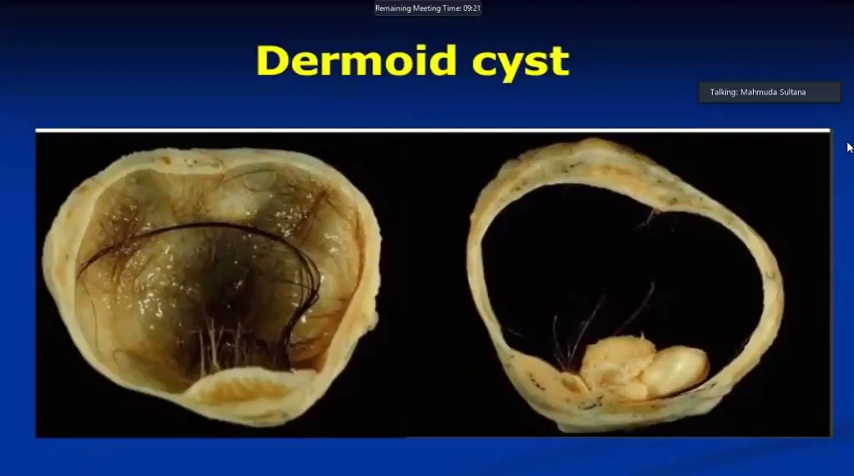 Remaining Meeting Time: 09:21
Dermoid cyst
Talking: Mahmuda Sultana